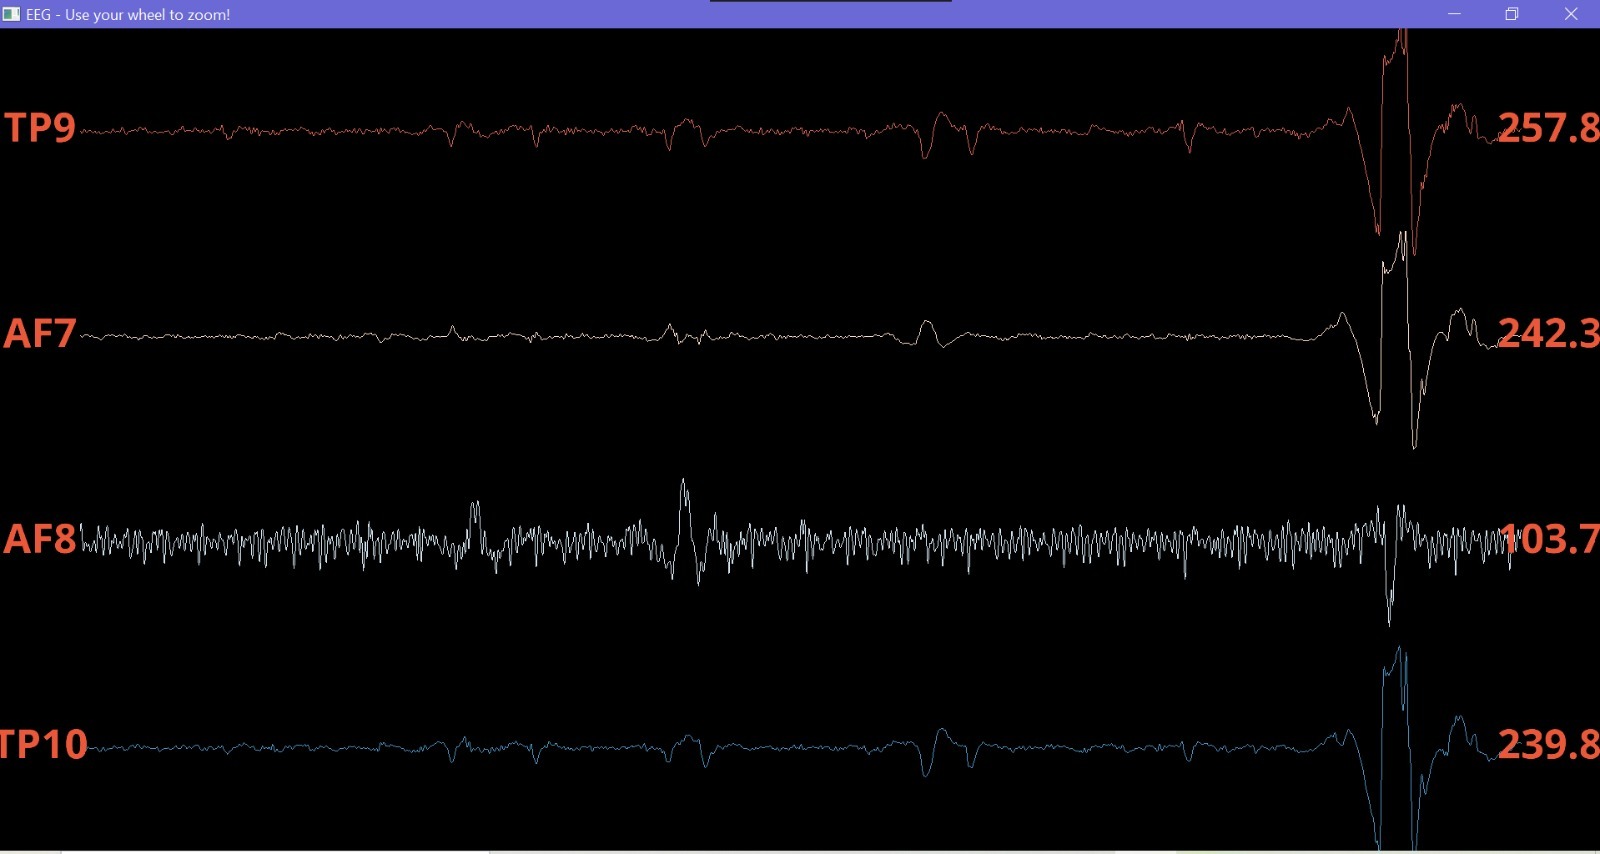 EEG - Use your wheel to zoom!
TP9
257.8
AF7
242.3
AF8
103.7
TP10
239.8